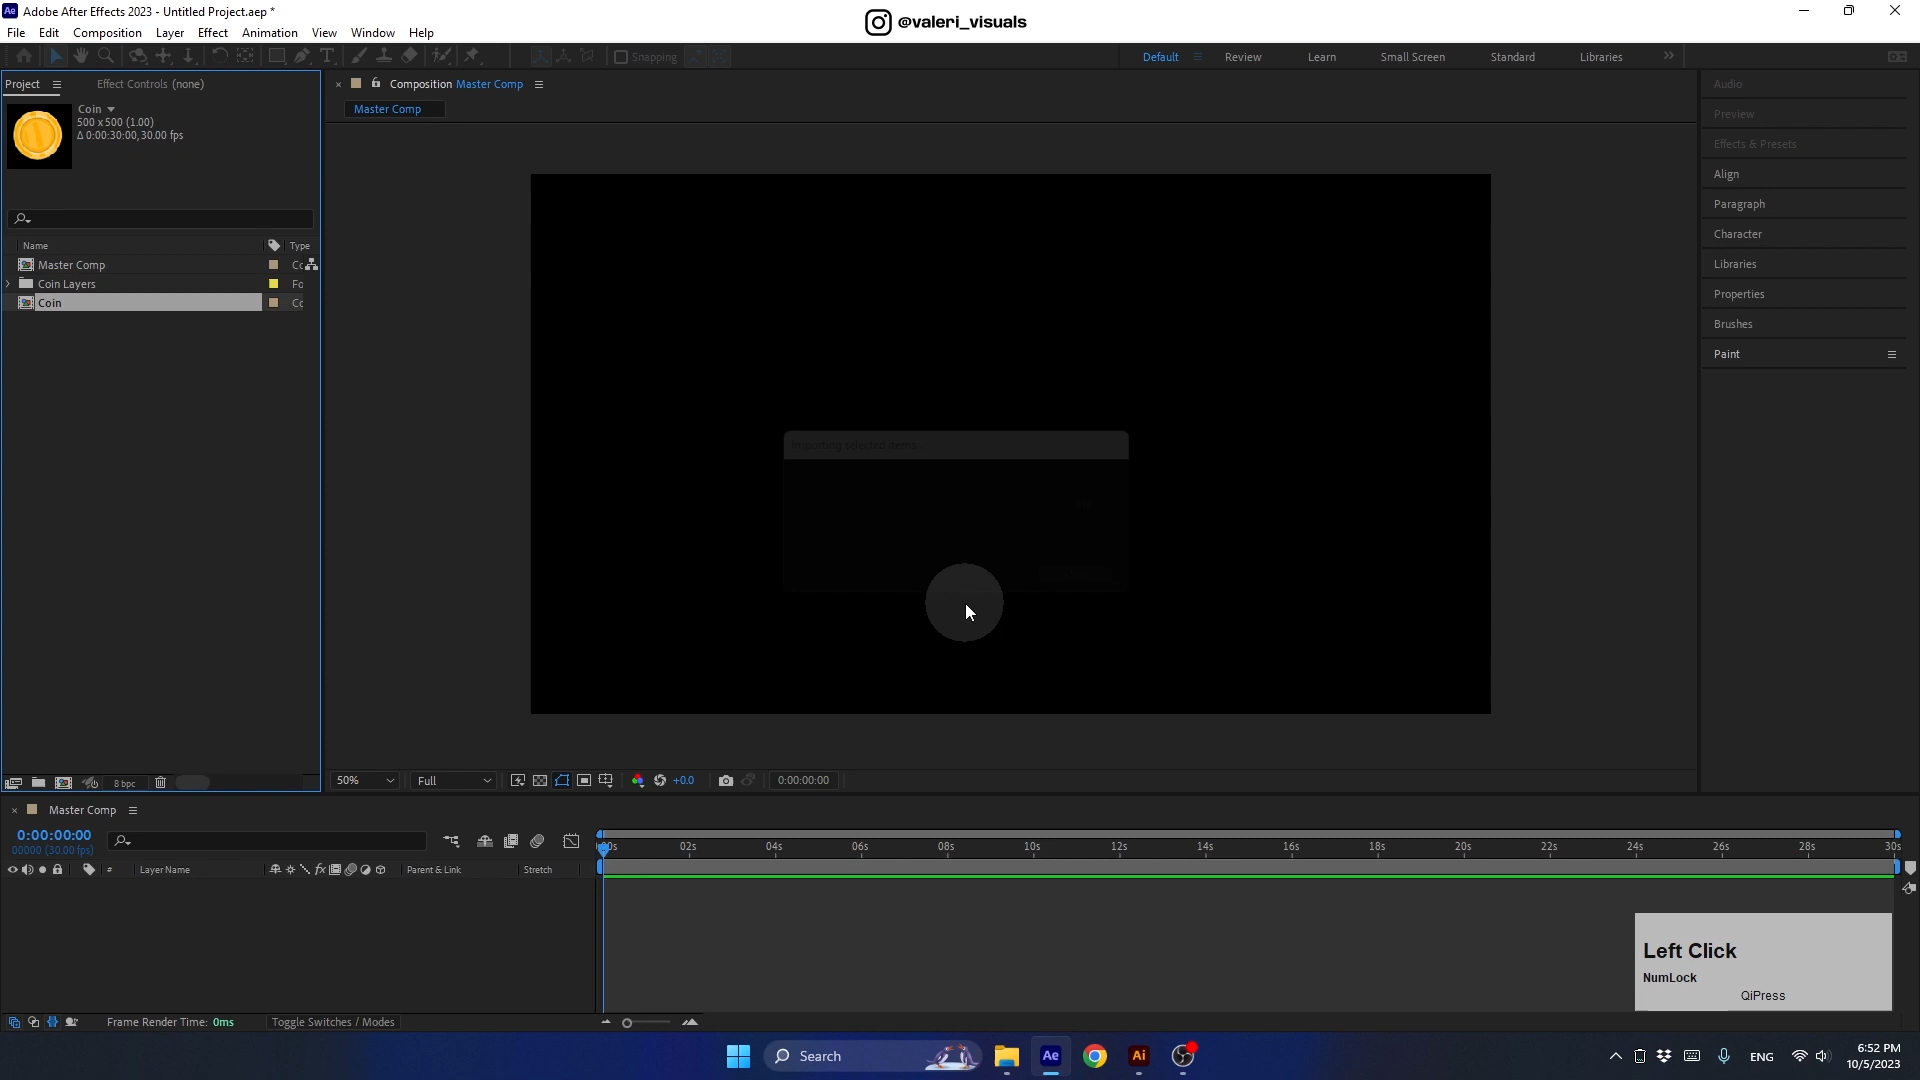 Adobe After Effects 2023 - Untitled Project.aep *
@valeri_visuals
File Edit Composition Layer Effect Animation View Window Help
Snapping
Default Review Learn Small Screen Standard Libraries
Project Effect Controls (none)
Composition Master Comp
Master Comp
Coin
500 x 500 (1.00)
Δ 0:00:30:00, 30.00 fps
Name Type
Master Comp
Coin Layers Fo
Coin
Importing selected items
Audio
Preview
Effects & Presets
Align
Paragraph
Character
Libraries
Properties
Brushes
Paint
8 bpc
50% Full +0.0 0:00:00:00
Master Comp
0:00:00:00
00000 (30.00 fps)
# Layer Name Parent & Link Stretch
02s 04s 06s 08s 10s 12s 14s 16s 18s 20s 22s 24s 26s 28s 30s
Left Click
NumLock
QiPress
Frame Render Time: 0ms Toggle Switches / Modes
Search
Ae
Ai
ENG
6:52 PM
10/5/2023